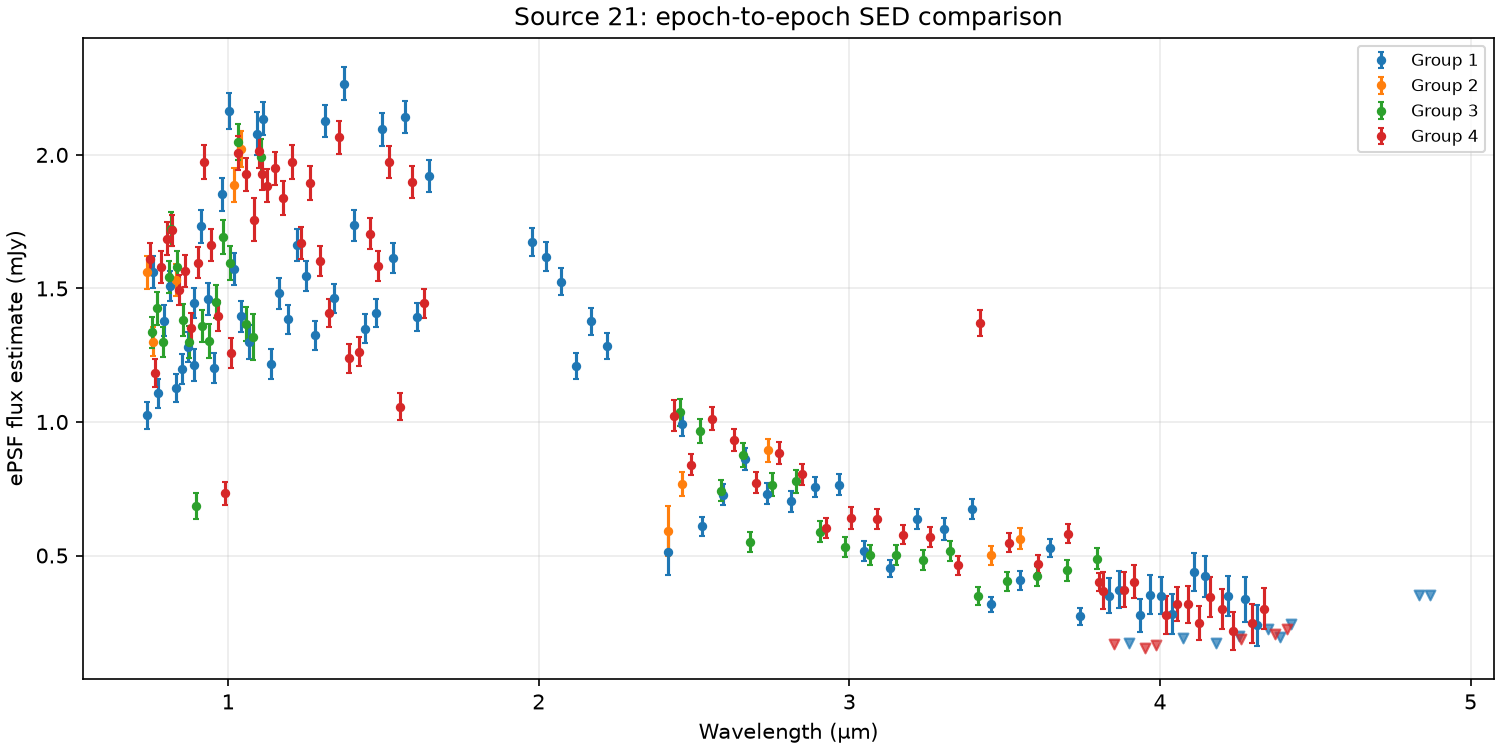 Source 21: epoch-to-epoch SED comparison
ePSF flux estimate (mJy)
2.0
1.5
1.0
0.5
Group 1
Group 2
Group 3
Group 4
1 2 3 4 5
Wavelength (μm)